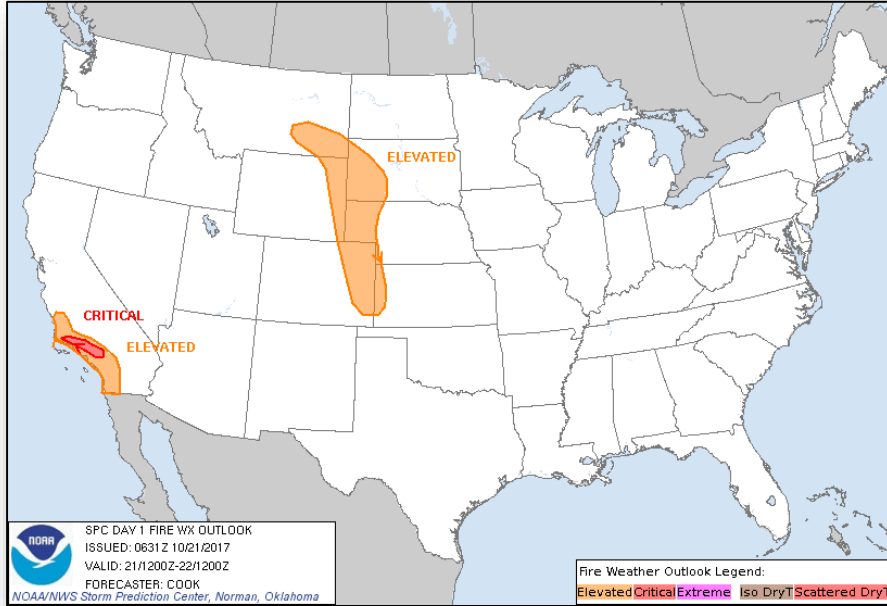 ELEVATED
CRITICAL
ELEVATED
NOAA
SPC DAY 1 FIRE WX OUTLOOK
ISSUED: 0631Z 10/21/2017
VALID: 21/1200Z-22/1200Z
FORECASTER: COOK
NOAA/NWS Storm Prediction Center, Norman, Oklahoma
Fire Weather Outlook Legend:
Elevated Critical Extreme Iso DryT Scattered DryT